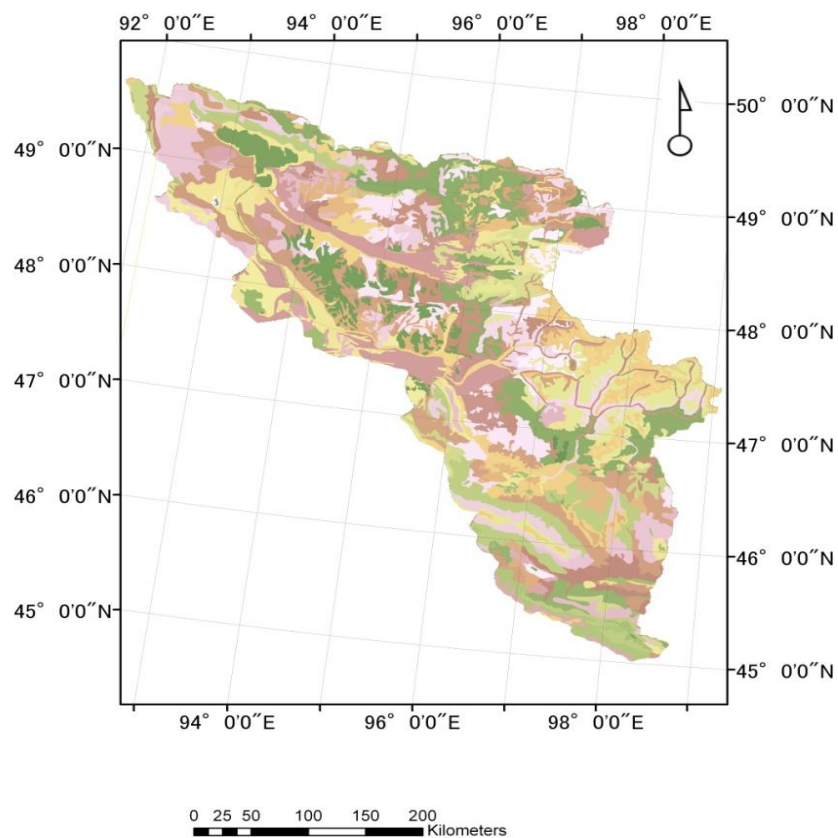 92° 0'0"E 94° 0'0"E 96° 0'0"E 98° 0'0"E
50° 0'0"N
49° 0'0"N
49° 0'0"N
48° 0'0"N
48° 0'0"N
47° 0'0"N
47° 0'0"N
46° 0'0"N
46° 0'0"N
45° 0'0"N
45° 0'0"N
94° 0'0"E 96° 0'0"E 98° 0'0"E
0 25 50 100 150 200
Kilometers